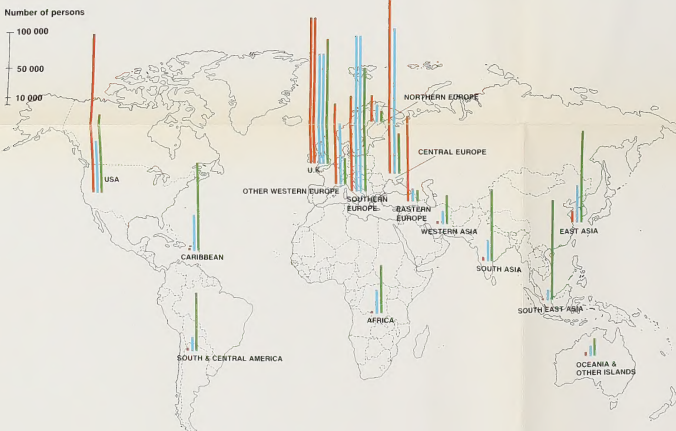 Number of persons
100 000
50 000
10 000
NORTHERN EUROPE
CENTRAL EUROPE
U.K.
USA
OTHER WESTERN EUROPE
SOUTHERN
EUROPE
EASTERN
EUROPE
WESTERN ASIA
EAST ASIA
CARIBBEAN
SOUTH ASIA
SOUTH EAST ASIA
AFRICA
SOUTH & CENTRAL AMERICA
OCEANIA &
OTHER ISLANDS